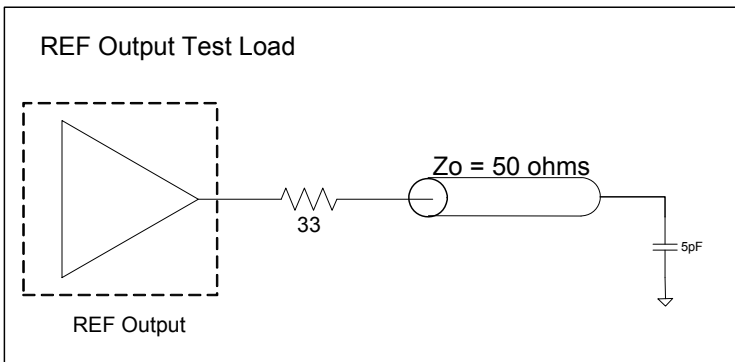 REF Output Test Load
Zo = 50 ohms
33
5pF
REF Output